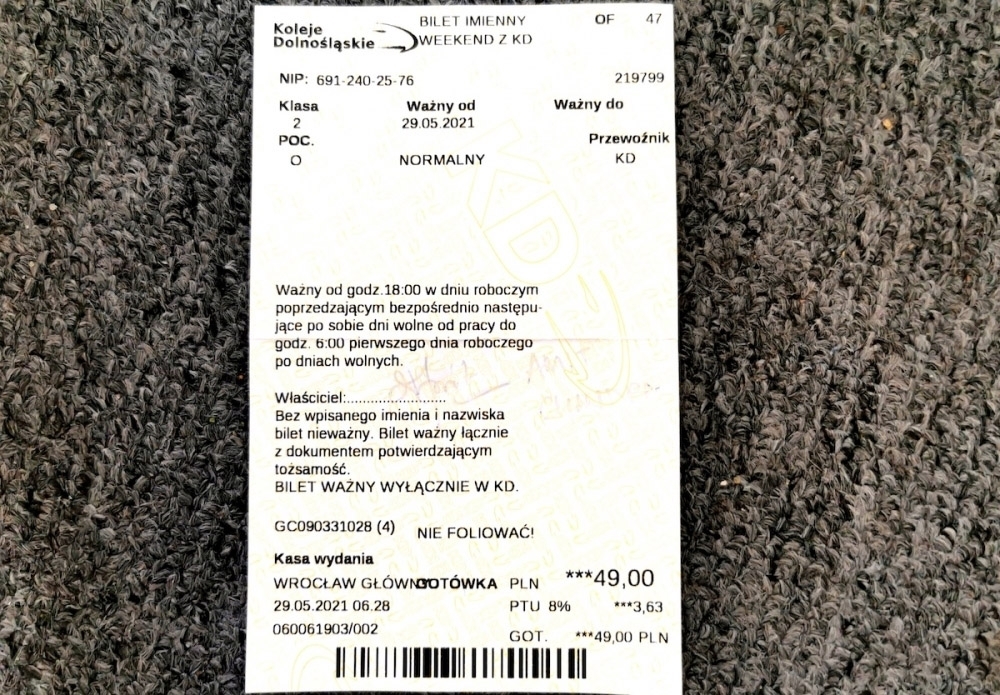 Koleje
Dolnośląskie
BILET IMIENNY OF 47
WEEKEND Z KD
NIP: 691-240-25-76 219799
Klasa Ważny od Ważny do
2 29.05.2021
POC. Przewoźnik
O NORMALNY KD
KD
Ważny od godz.18:00 w dniu roboczym
poprzedzającym bezpośrednio następu-
jące po sobie dni wolne od pracy do
godz. 6:00 pierwszego dnia roboczego
po dniach wolnych.
Właściciel:.......................
Bez wpisanego imienia i nazwiska
bilet nieważny. Bilet ważny łącznie
z dokumentem potwierdzającym
tożsamość.
BILET WAŻNY WYŁĄCZNIE W KD.
GC090331028 (4) NIE FOLIOWAĆ!
Kasa wydania
WROCŁAW GŁÓWN GOTÓWKA PLN ***49,00
29.05.2021 06.28 PTU 8% ***3,63
060061903/002 GOT. ***49,00 PLN